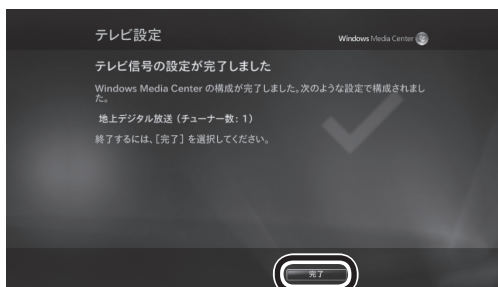 テレビ設定
Windows Media Center
テレビ信号の設定が完了しました
Windows Media Center の構成が完了しました。次のような設定で構成されまし
た。
地上デジタル放送（チューナー数: 1）
終了するには、［完了］を選択してください。
完了